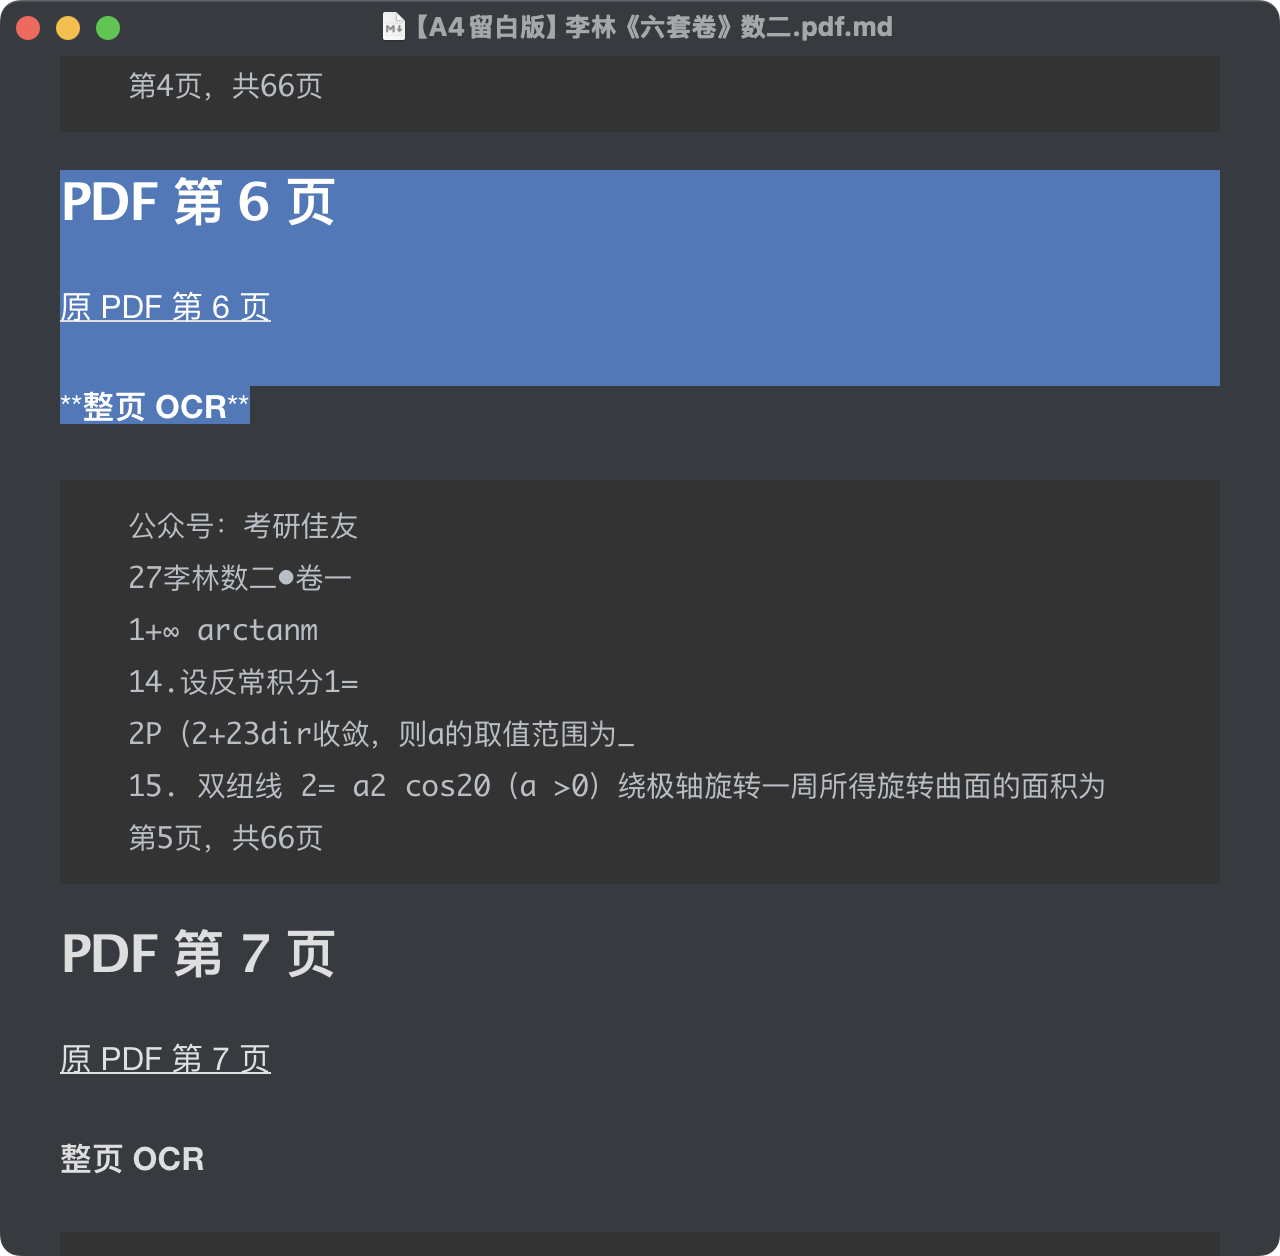 【A4留白版】李林《六套卷》数二.pdf.md
第4页，共66页
PDF 第 6 页
原 PDF 第 6 页
**整页 OCR**
公众号：考研佳友
27李林数二●卷一
1+∞ arctanm
14.设反常积分1=
2P（2+23dir收敛，则a的取值范围为_
15. 双纽线 2= a2 cos20（a >0）绕极轴旋转一周所得旋转曲面的面积为
第5页，共66页
PDF 第 7 页
原 PDF 第 7 页
整页 OCR